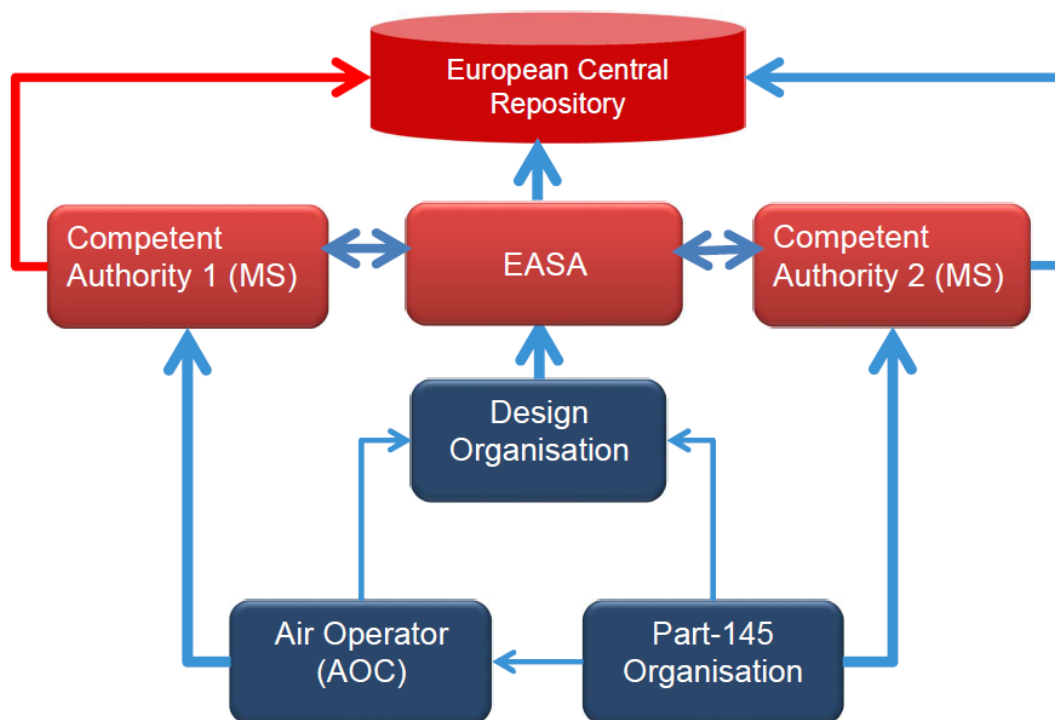 European Central
Repository
Competent
Authority 1 (MS)
EASA
Competent
Authority 2 (MS)
Design
Organisation
Air Operator
(AOC)
Part-145
Organisation